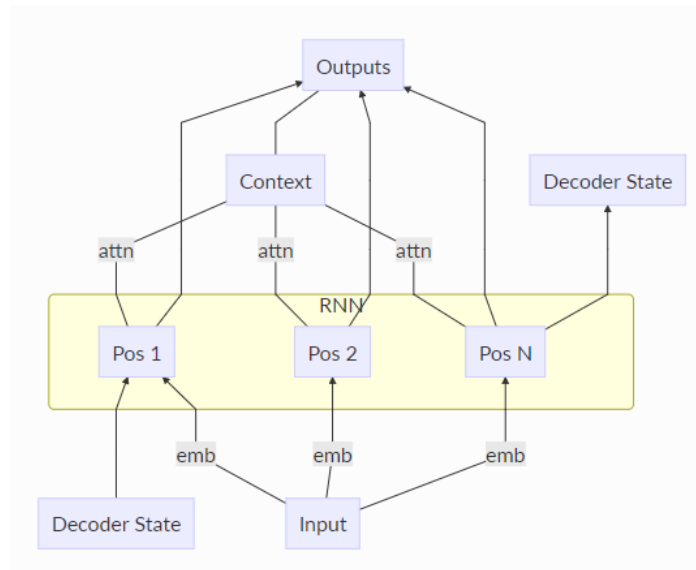 Outputs
Context
Decoder State
attn
attn
attn
RNN
Pos 1
Pos 2
Pos N
emb
emb
emb
Decoder State
Input